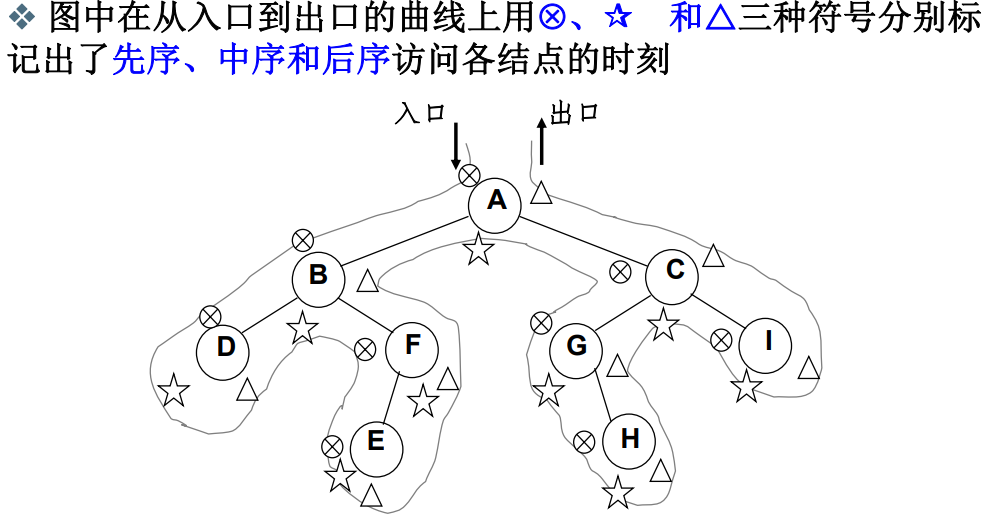 ❖ 图中在从入口到出口的曲线上用⊗、☆ 和△三种符号分别标
记出了先序、中序和后序访问各结点的时刻
入口 出口
A
B C
D F G I
E H